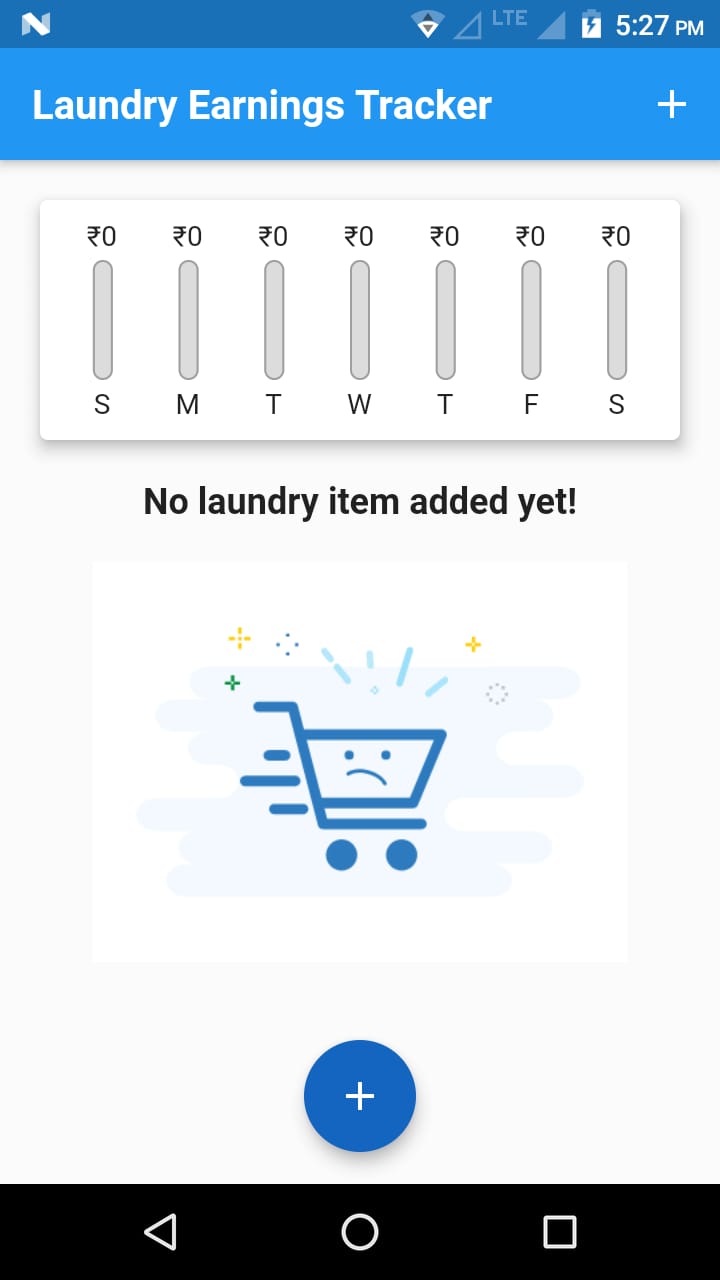 LTE 5:27 PM
Laundry Earnings Tracker +
₹0 ₹0 ₹0 ₹0 ₹0 ₹0 ₹0
S M T W T F S
No laundry item added yet!
+